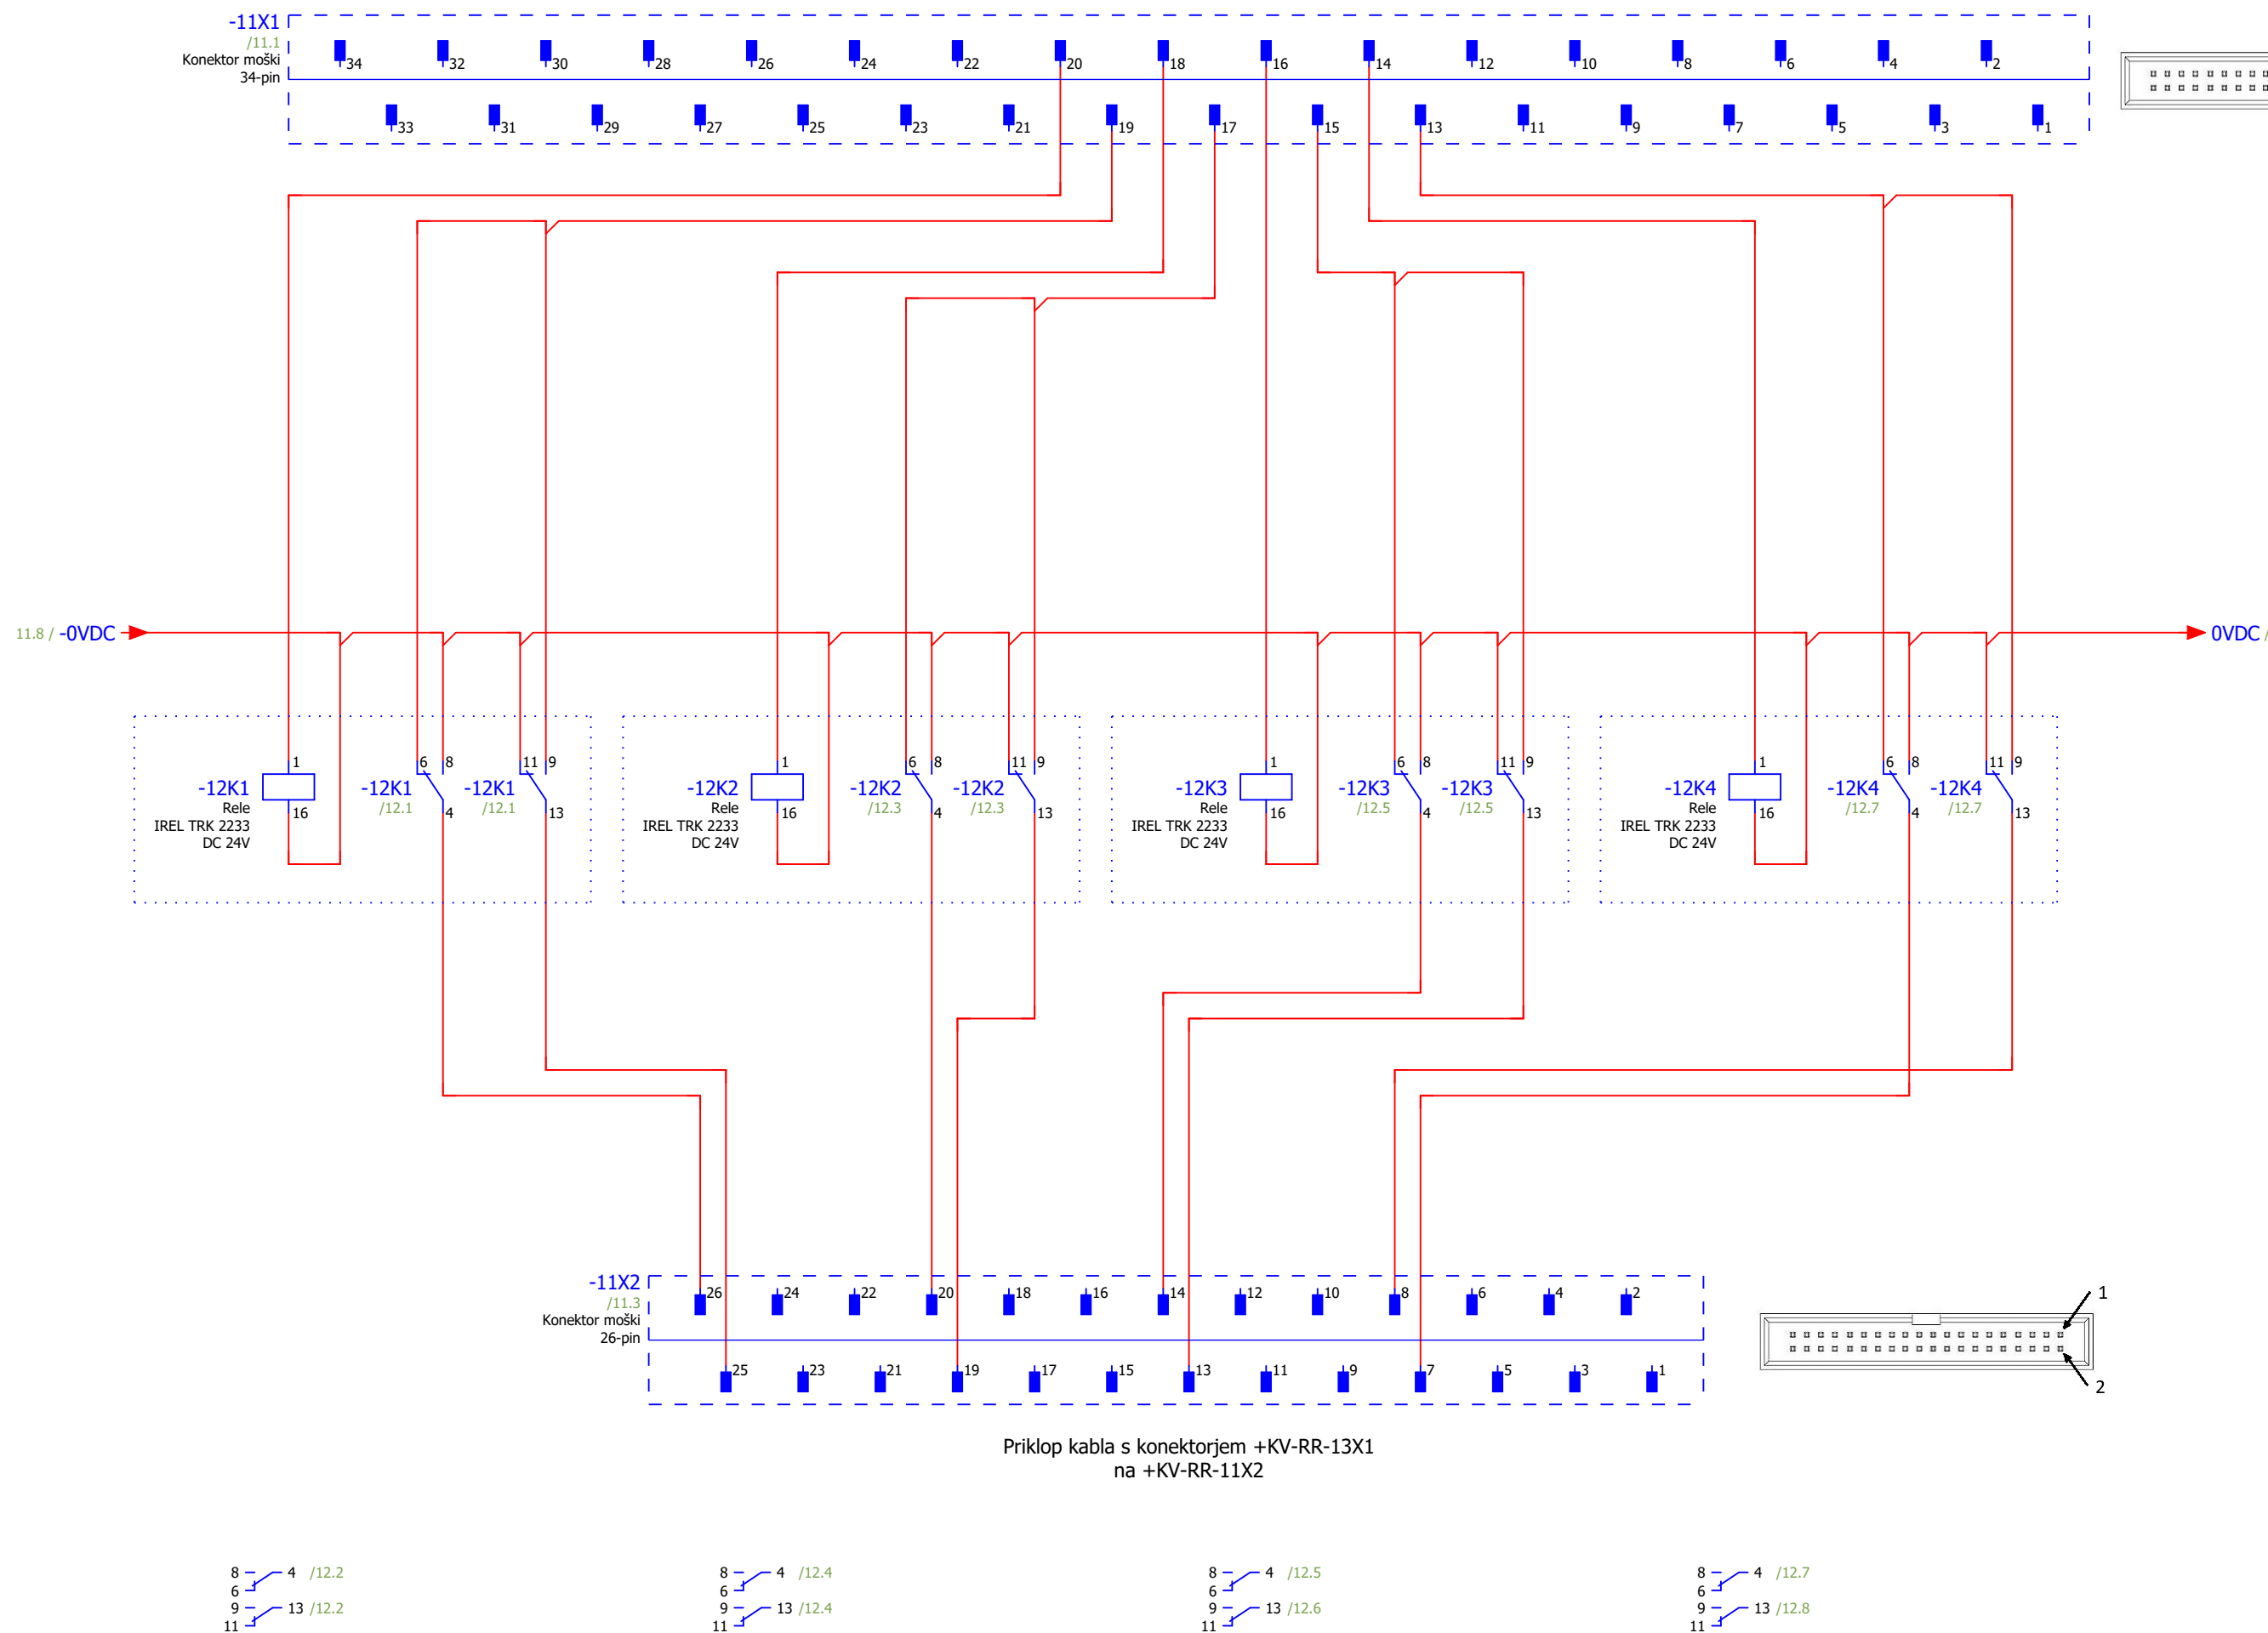 -11X1
/11.1
Konektor moški
34-pin
34 32 30 28 26 24 22 20 18 16 14 12 10 8 6 4 2
33 31 29 27 25 23 21 19 17 15 13 11 9 7 5 3 1
11.8 / -0VDC
0VDC /
1 6 8 11 9 1 6 8 11 9 1 6 8 11 9 1 6 8 11 9
-12K1 -12K1 -12K1 -12K2 -12K2 -12K2 -12K3 -12K3 -12K3 -12K4 -12K4 -12K4
Rele /12.1 /12.1 Rele /12.3 /12.3 Rele /12.5 /12.5 Rele /12.7 /12.7
16 4 13 16 4 13 16 4 13 16 4 13
IREL TRK 2233 IREL TRK 2233 IREL TRK 2233 IREL TRK 2233
DC 24V DC 24V DC 24V DC 24V
-11X2
/11.3
Konektor moški
26-pin
26 24 22 20 18 16 14 12 10 8 6 4 2
25 23 21 19 17 15 13 11 9 7 5 3 1
1
2
Priklop kabla s konektorjem +KV-RR-13X1
na +KV-RR-11X2
8 4 /12.2 8 4 /12.4 8 4 /12.5 8 4 /12.7
6 6 6 6
9 13 /12.2 9 13 /12.4 9 13 /12.6 9 13 /12.8
11 11 11 11